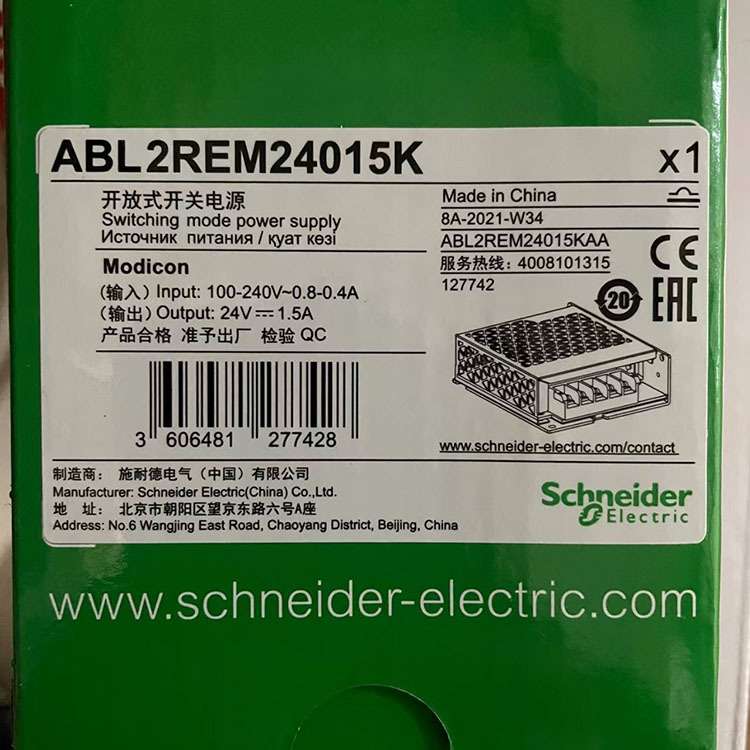 ABL2REM24015K
x1
开放式开关电源
Switching mode power supply
Источник питания / қуат көзі
Modicon
(输入) Input: 100-240V~0.8-0.4A
(输出) Output: 24V⎓1.5A
产品合格 准予出厂 检验 QC
Made in China
8A-2021-W34
ABL2REM24015KAA
服务热线: 4008101315
127742
CE
20
EAC
3 606481 277428
www.schneider-electric.com/contact
制造商: 施耐德电气 (中国) 有限公司
Manufacturer: Schneider Electric(China) Co.,Ltd.
地 址: 北京市朝阳区望京东路六号A座
Address: No.6 Wangjing East Road, Chaoyang District, Beijing, China
Schneider
Electric
www.schneider-electric.com